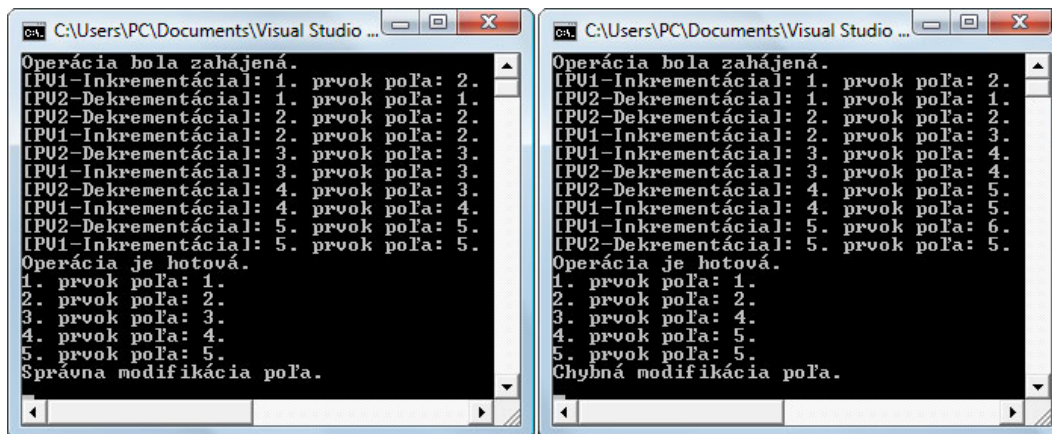 C:\Users\PC\Documents\Visual Studio ...
Operácia bola zahájená.
[PV1-Inkrementácia]: 1. prvok poľa: 2.
[PV2-Dekrementácia]: 1. prvok poľa: 1.
[PV2-Dekrementácia]: 2. prvok poľa: 2.
[PV1-Inkrementácia]: 2. prvok poľa: 2.
[PV2-Dekrementácia]: 3. prvok poľa: 3.
[PV1-Inkrementácia]: 3. prvok poľa: 3.
[PV2-Dekrementácia]: 4. prvok poľa: 3.
[PV1-Inkrementácia]: 4. prvok poľa: 4.
[PV2-Dekrementácia]: 5. prvok poľa: 5.
[PV1-Inkrementácia]: 5. prvok poľa: 5.
Operácia je hotová.
1. prvok poľa: 1.
2. prvok poľa: 2.
3. prvok poľa: 3.
4. prvok poľa: 4.
5. prvok poľa: 5.
Správna modifikácia poľa.
C:\Users\PC\Documents\Visual Studio ...
Operácia bola zahájená.
[PV1-Inkrementácia]: 1. prvok poľa: 2.
[PV2-Dekrementácia]: 1. prvok poľa: 1.
[PV2-Dekrementácia]: 2. prvok poľa: 2.
[PV1-Inkrementácia]: 2. prvok poľa: 3.
[PV1-Inkrementácia]: 3. prvok poľa: 4.
[PV2-Dekrementácia]: 3. prvok poľa: 4.
[PV2-Dekrementácia]: 4. prvok poľa: 5.
[PV1-Inkrementácia]: 4. prvok poľa: 5.
[PV1-Inkrementácia]: 5. prvok poľa: 6.
[PV2-Dekrementácia]: 5. prvok poľa: 5.
Operácia je hotová.
1. prvok poľa: 1.
2. prvok poľa: 2.
3. prvok poľa: 4.
4. prvok poľa: 5.
5. prvok poľa: 5.
Chybná modifikácia poľa.